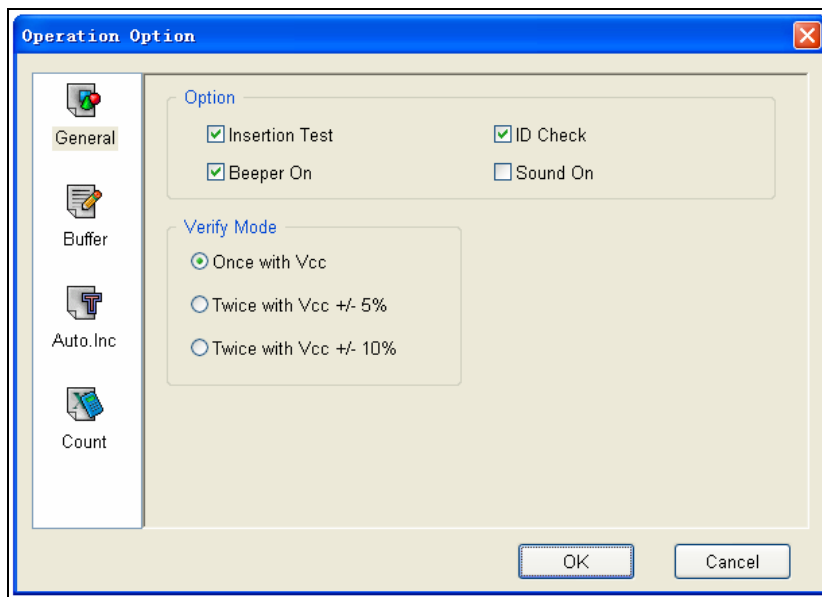 Operation Option
General
Buffer
Auto.Inc
Count
Option
Insertion Test
ID Check
Beeper On
Sound On
Verify Mode
Once with Vcc
Twice with Vcc +/- 5%
Twice with Vcc +/- 10%
OK
Cancel